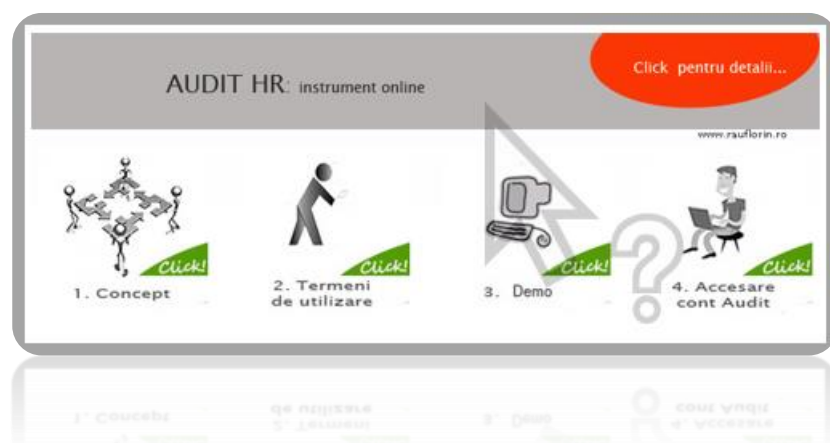 AUDIT HR: instrument online
Click pentru detalii...
www.rauflorin.ro
Click!
Click!
Click!
Click!
1. Concept
2. Termeni
de utilizare
3. Demo
4. Accesare
cont Audit